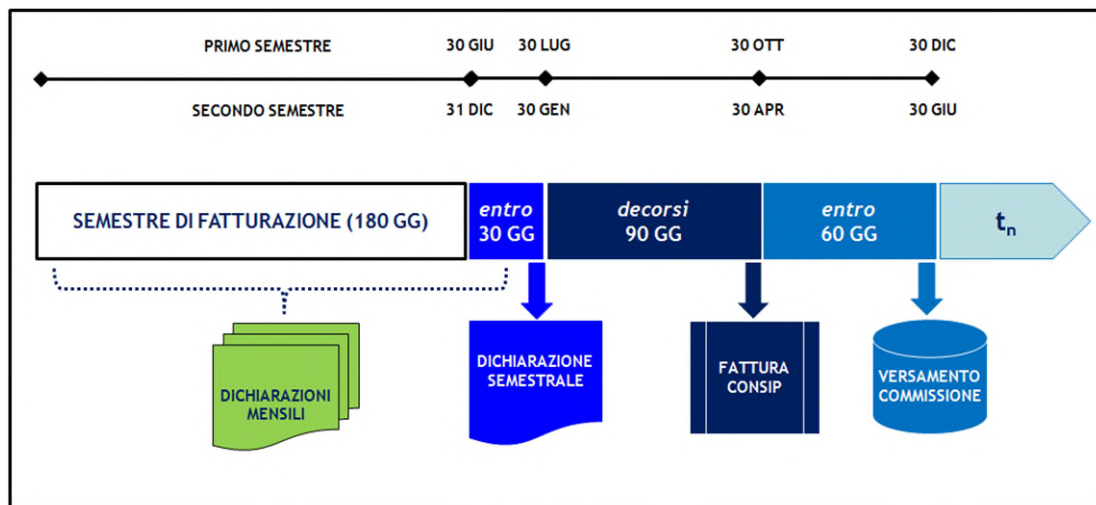 PRIMO SEMESTRE 30 GIU 30 LUG 30 OTT 30 DIC
SECONDO SEMESTRE 31 DIC 30 GEN 30 APR 30 GIU
SEMESTRE DI FATTURAZIONE (180 GG)
entro
30 GG
decorsi
90 GG
entro
60 GG
tn
DICHIARAZIONI
MENSILI
DICHIARAZIONE
SEMESTRALE
FATTURA
CONSIP
VERSAMENTO
COMMISSIONE